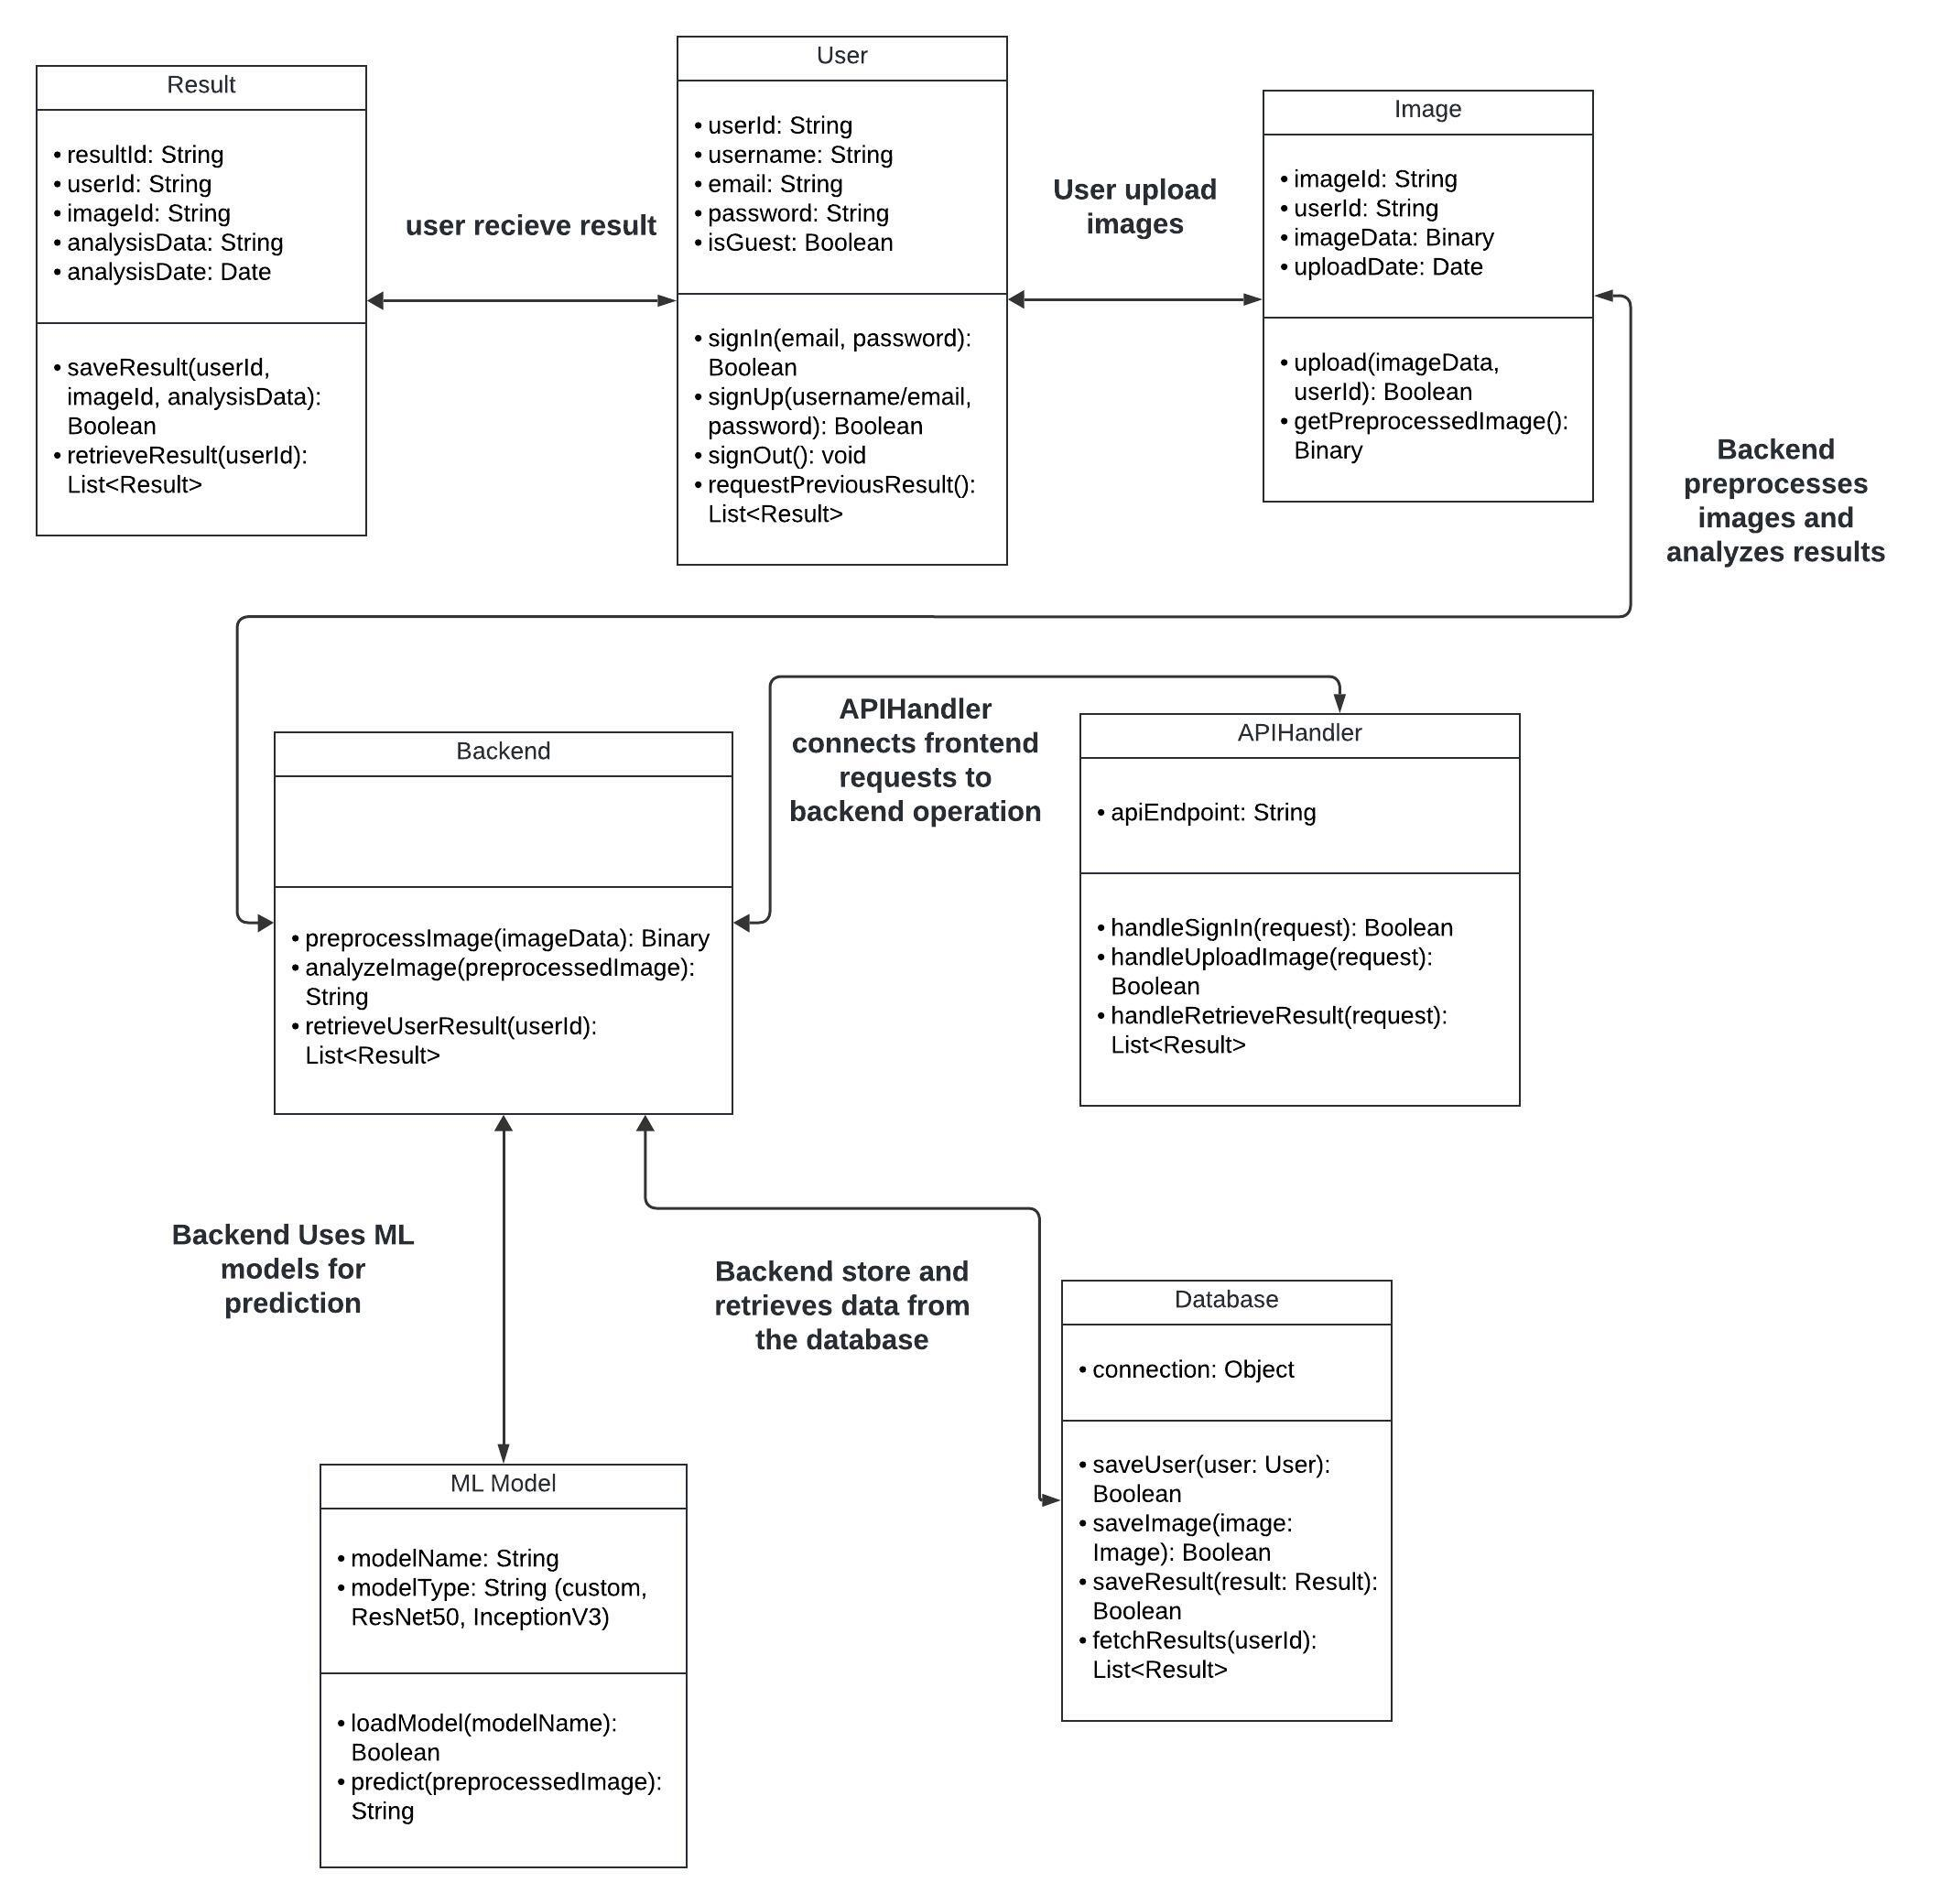 Result
• resultId: String
• userId: String
• imageId: String
• analysisData: String
• analysisDate: Date
• saveResult(userId,
imageId, analysisData):
Boolean
• retrieveResult(userId):
List<Result>
user recieve result
User
• userId: String
• username: String
• email: String
• password: String
• isGuest: Boolean
• signIn(email, password):
Boolean
• signUp(username/email,
password): Boolean
• signOut(): void
• requestPreviousResult():
List<Result>
User upload
images
Image
• imageId: String
• userId: String
• imageData: Binary
• uploadDate: Date
• upload(imageData,
userId): Boolean
• getPreprocessedImage():
Binary
Backend
preprocesses
images and
analyzes results
Backend
• preprocessImage(imageData): Binary
• analyzeImage(preprocessedImage):
String
• retrieveUserResult(userId):
List<Result>
APIHandler
connects frontend
requests to
backend operation
APIHandler
• apiEndpoint: String
• handleSignIn(request): Boolean
• handleUploadImage(request):
Boolean
• handleRetrieveResult(request):
List<Result>
Backend Uses ML
models for
prediction
Backend store and
retrieves data from
the database
Database
• connection: Object
• saveUser(user: User):
Boolean
• saveImage(image:
Image): Boolean
• saveResult(result: Result):
Boolean
• fetchResults(userId):
List<Result>
ML Model
• modelName: String
• modelType: String (custom,
ResNet50, InceptionV3)
• loadModel(modelName):
Boolean
• predict(preprocessedImage):
String